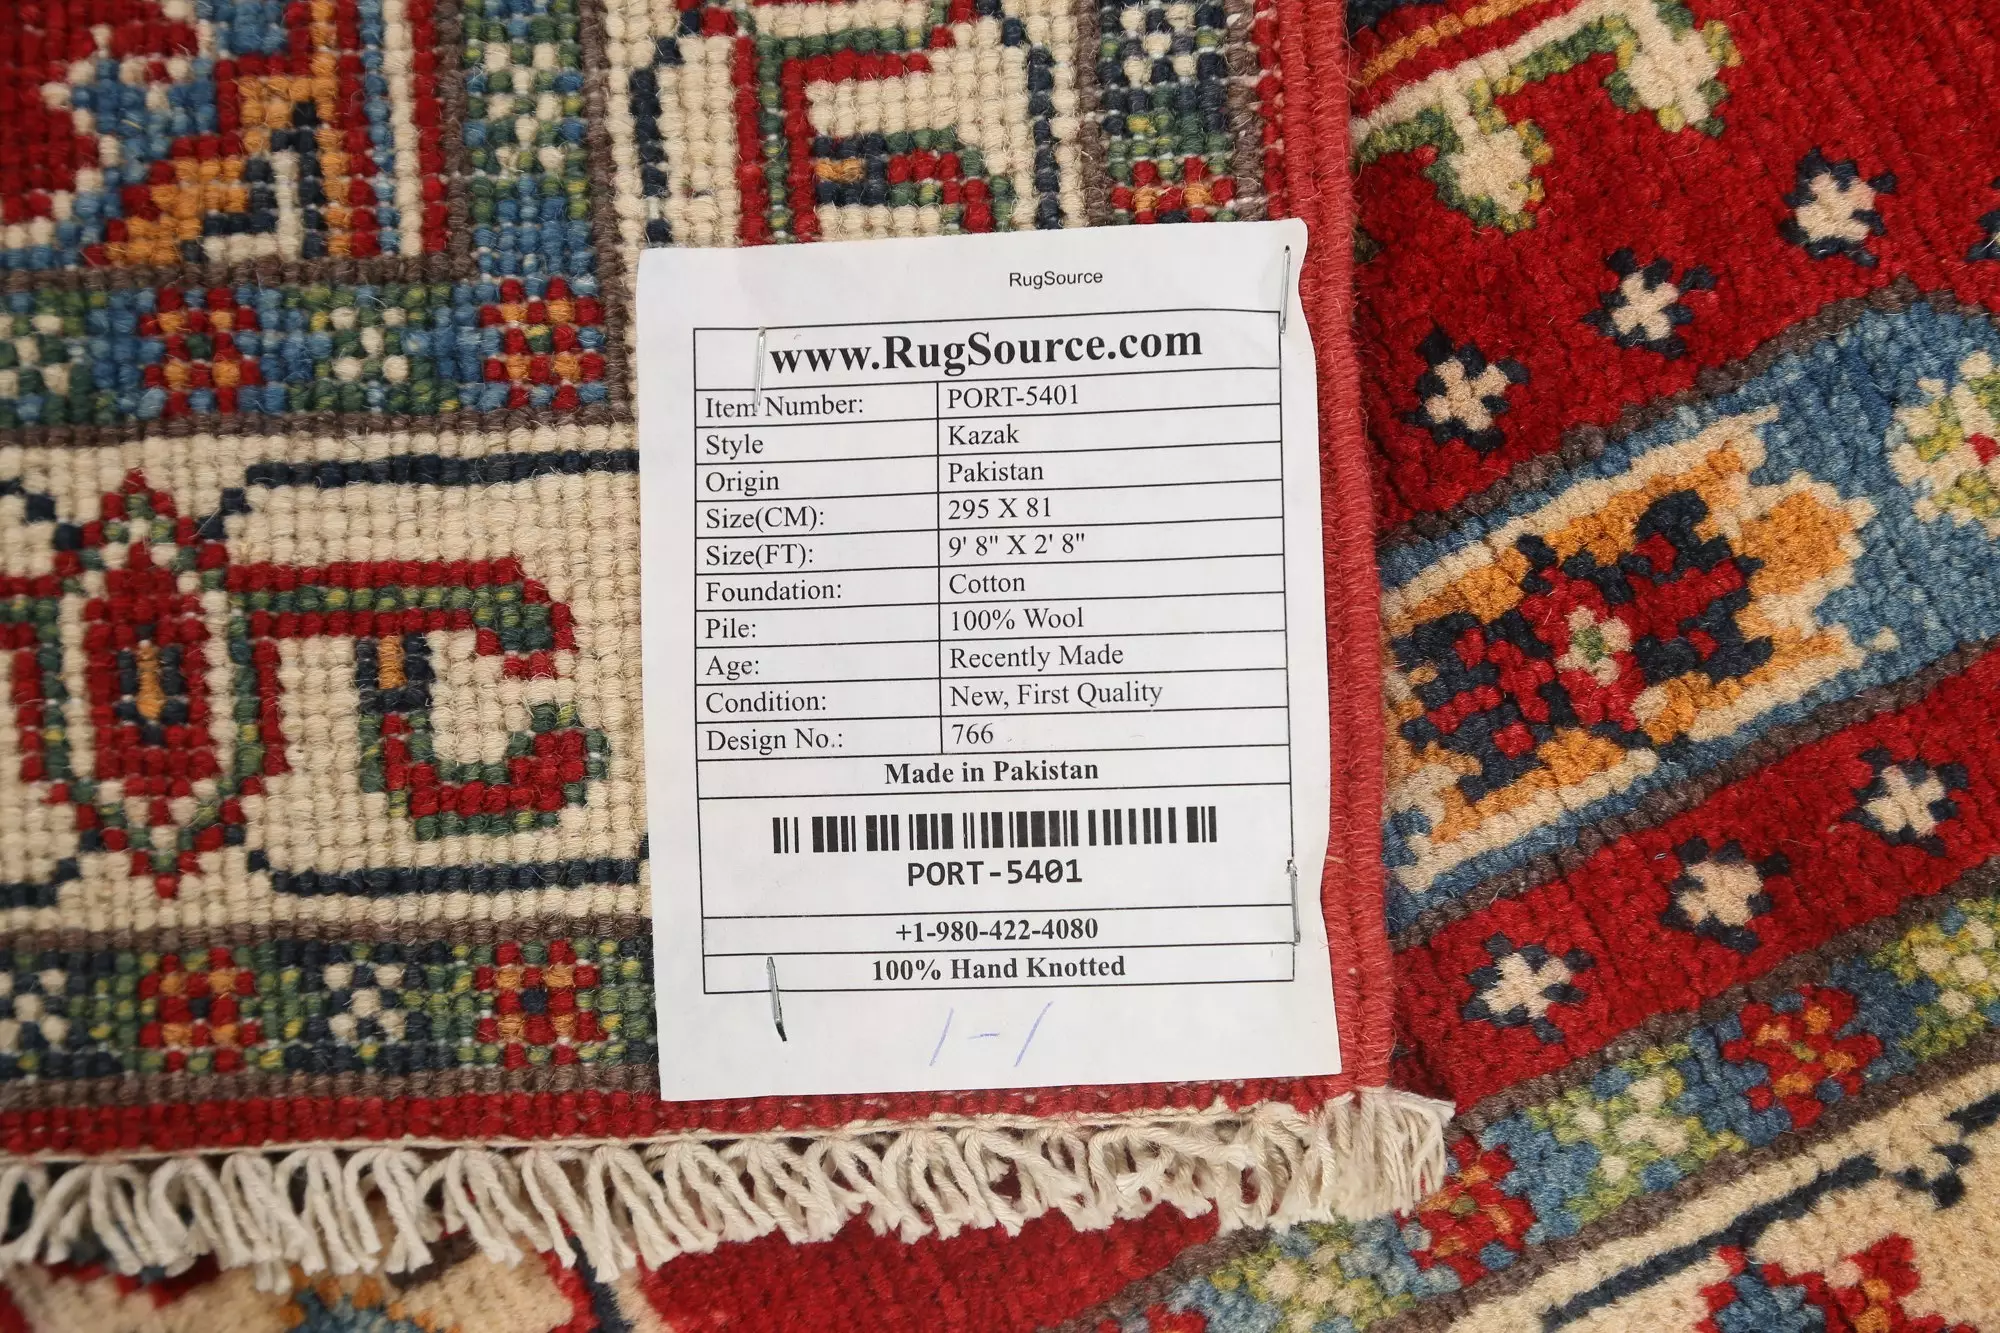 RugSource
www.RugSource.com
Item Number: PORT-5401
Style Kazak
Origin Pakistan
Size(CM): 295 X 81
Size(FT): 9' 8" X 2' 8"
Foundation: Cotton
Pile: 100% Wool
Age: Recently Made
Condition: New, First Quality
Design No.: 766
Made in Pakistan
PORT-5401
+1-980-422-4080
100% Hand Knotted
1-1